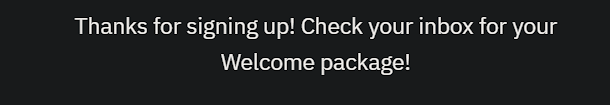 Thanks for signing up! Check your inbox for your
Welcome package!